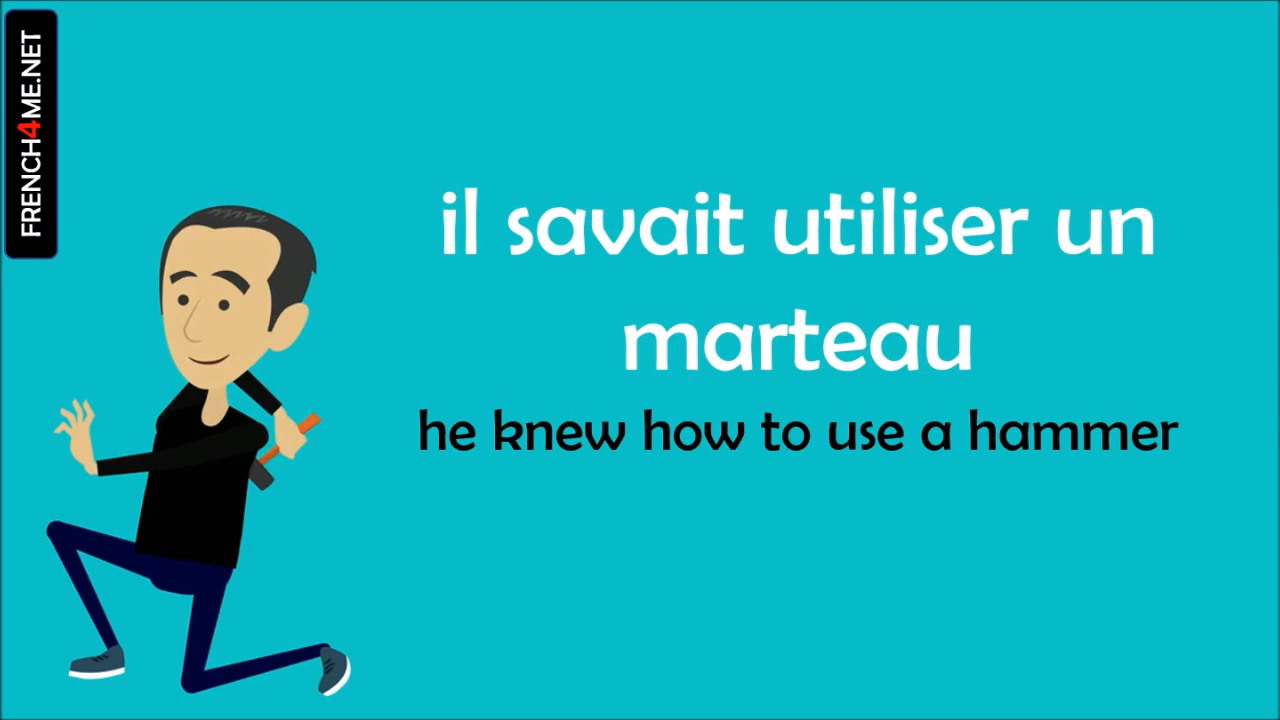 FRENCH4ME.NET
il savait utiliser un
marteau
he knew how to use a hammer